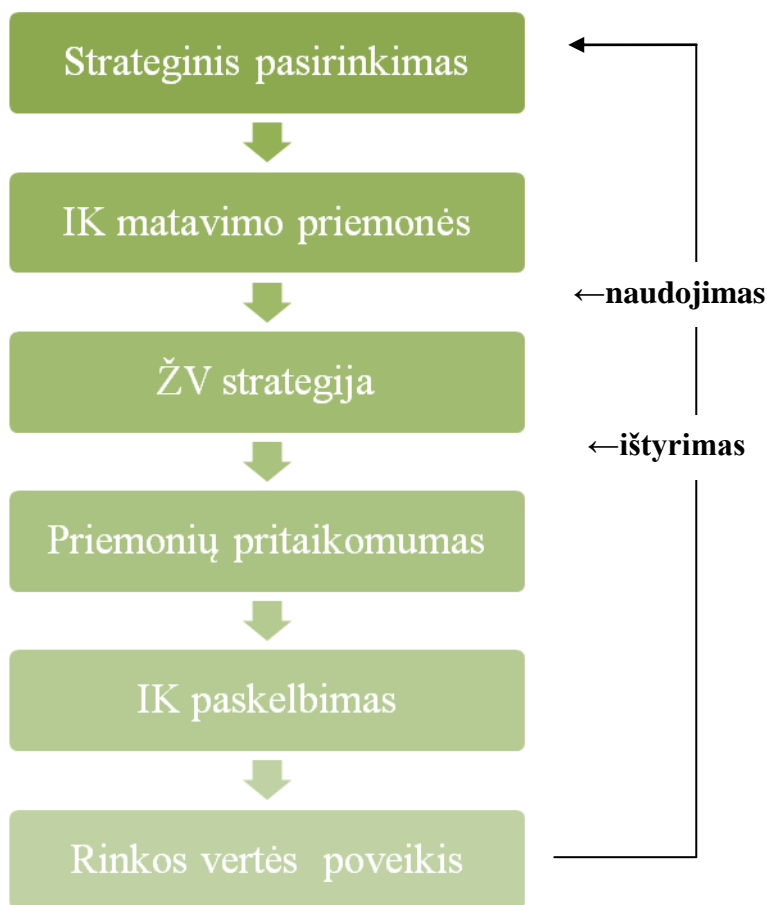 Strateginis pasirinkimas
IK matavimo priemonės
←naudojimas
ŽV strategija
←ištyrimas
Priemonių pritaikomumas
IK paskelbimas
Rinkos vertės poveikis